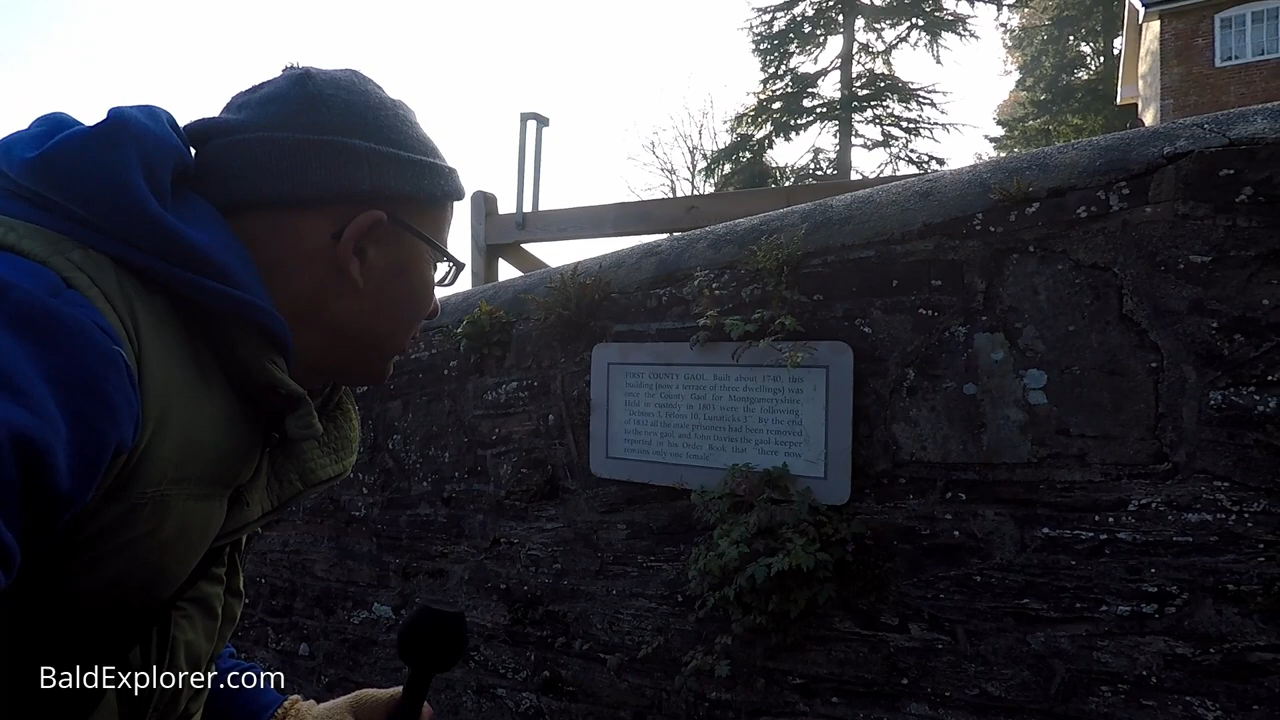 FIRST COUNTY GAOL. Built about 1740, this
building (now a terrace of three dwellings) was
once the County Gaol for Montgomeryshire.
Held in custody in 1803 were the following:
"Debtors 1, Felons 10, Lunaticks 3". By the end
of 1832 all the male prisoners had been removed
to the new gaol, and John Davies the gaol-keeper
reported in his Order Book that "there now
remains only one female".
BaldExplorer.com